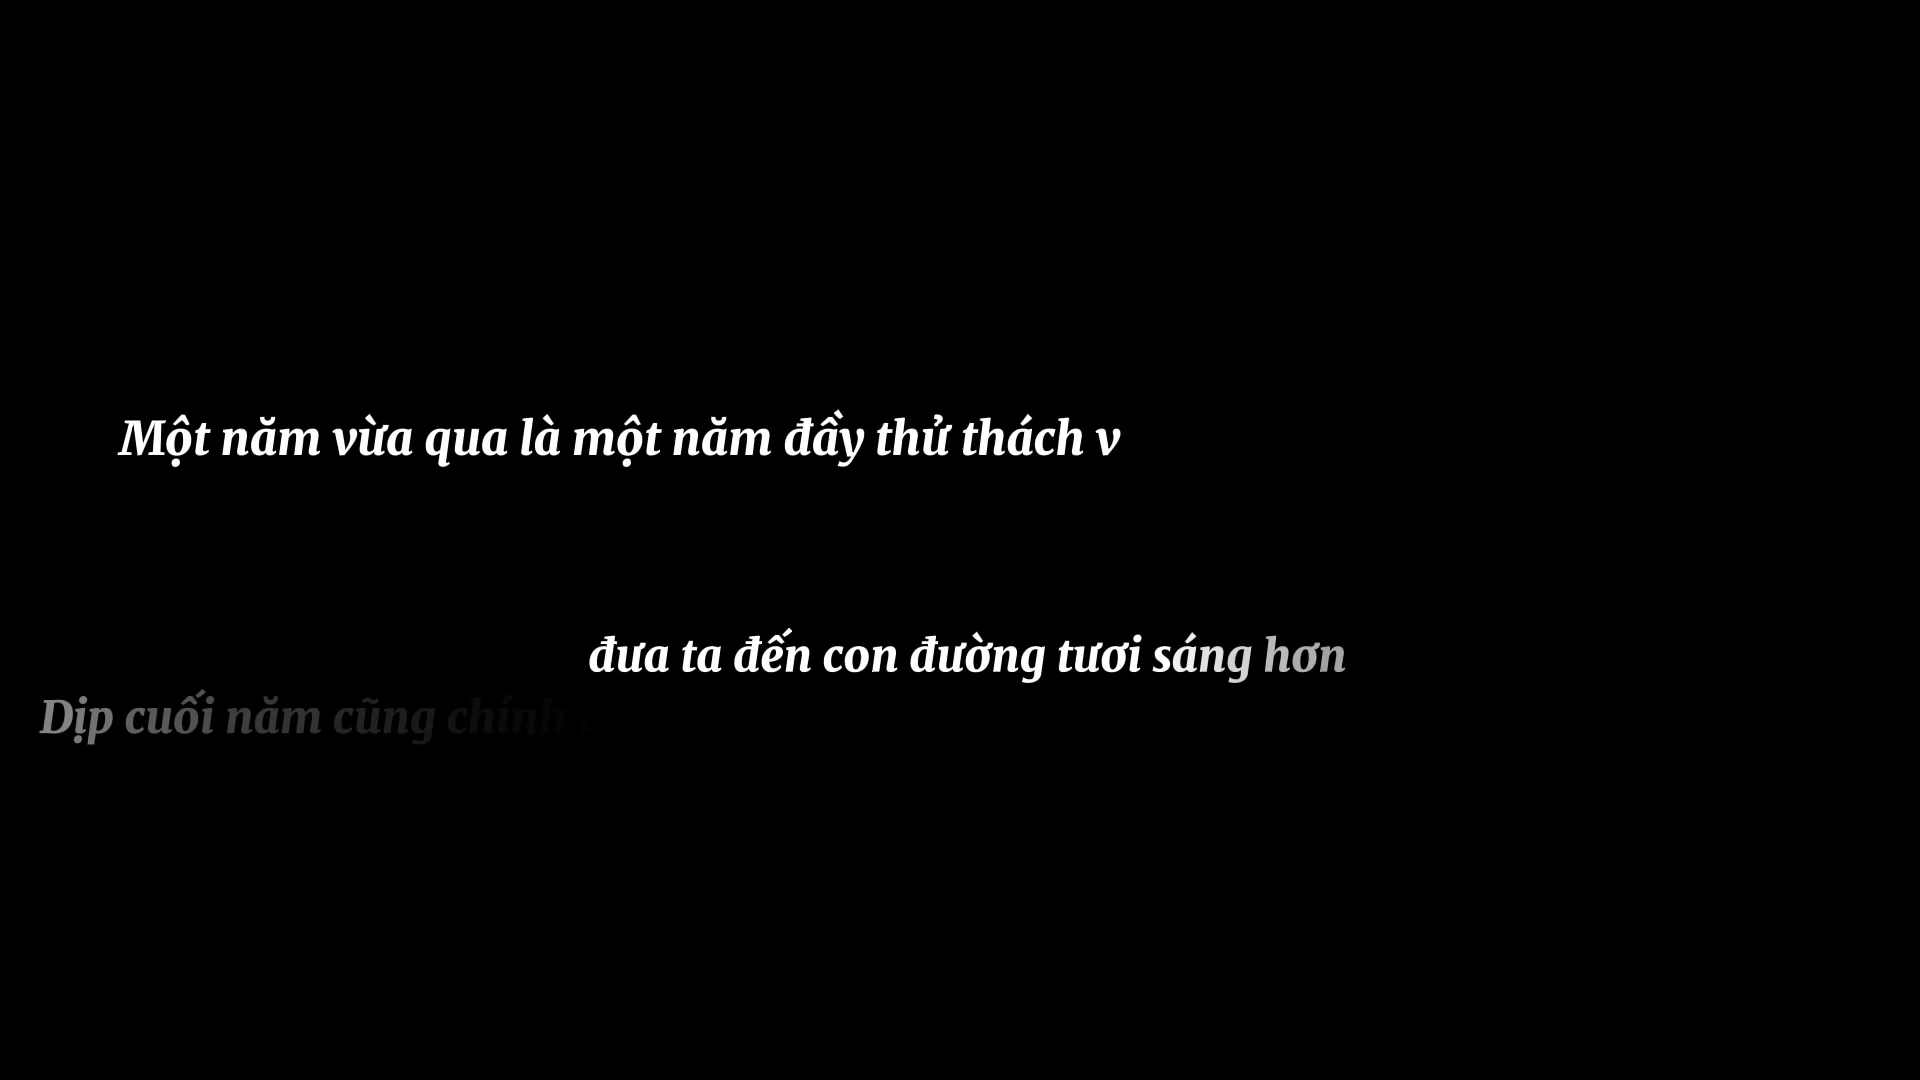 Một năm vừa qua là một năm đầy thử thách v
đưa ta đến con đường tươi sáng hơn
Dịp cuối năm cũng chính